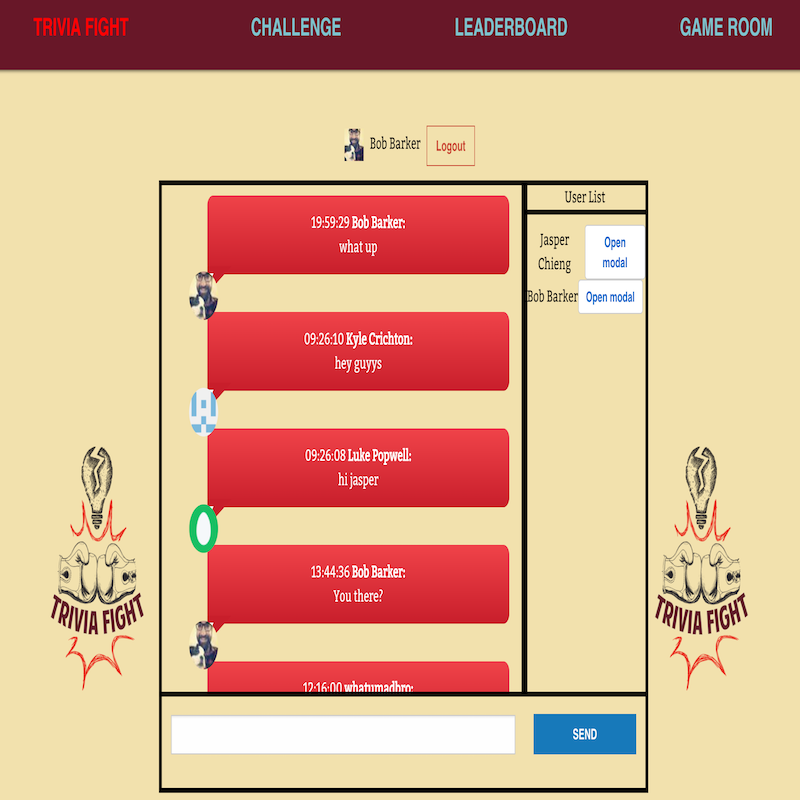 TRIVIA FIGHT
CHALLENGE
LEADERBOARD
GAME ROOM
Bob Barker
Logout
19:59:29 Bob Barker:
what up
09:26:10 Kyle Crichton:
hey guyys
09:26:08 Luke Popwell:
hi jasper
13:44:36 Bob Barker:
You there?
12:16:00 whatumadbro:
User List
Jasper
Chieng
Open
modal
Bob Barker
Open modal
TRIVIA FIGHT
TRIVIA FIGHT
SEND